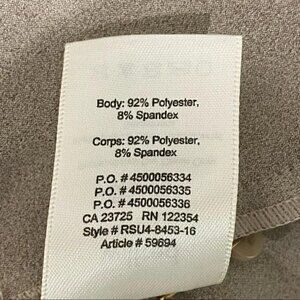 Body: 92% Polyester,
8% Spandex
Corps: 92% Polyester,
8% Spandex
P.O. # 4500056334
P.O. # 4500056335
P.O. # 4500056336
CA 23725 RN 122354
Style # RSU4-8453-16
Article # 59694